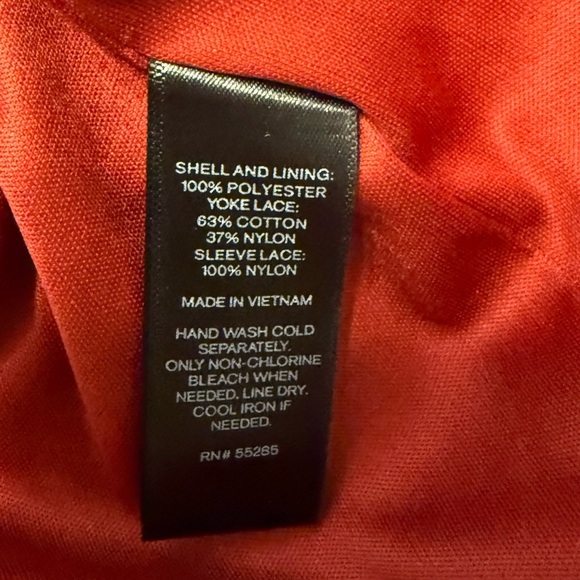 SHELL AND LINING:
100% POLYESTER
YOKE LACE:
63% COTTON
37% NYLON
SLEEVE LACE:
100% NYLON
MADE IN VIETNAM
HAND WASH COLD
SEPARATELY.
ONLY NON-CHLORINE
BLEACH WHEN
NEEDED. LINE DRY.
COOL IRON IF
NEEDED.
RN# 55285